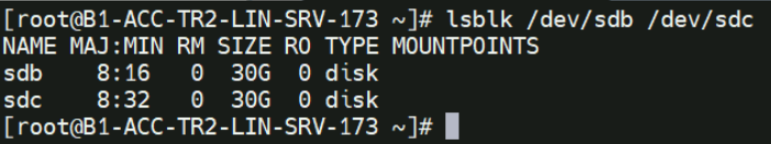 [root@B1-ACC-TR2-LIN-SRV-173 ~]# lsblk /dev/sdb /dev/sdc
NAME MAJ:MIN RM SIZE RO TYPE MOUNTPOINTS
sdb    8:16   0  30G  0 disk
sdc    8:32   0  30G  0 disk
[root@B1-ACC-TR2-LIN-SRV-173 ~]#